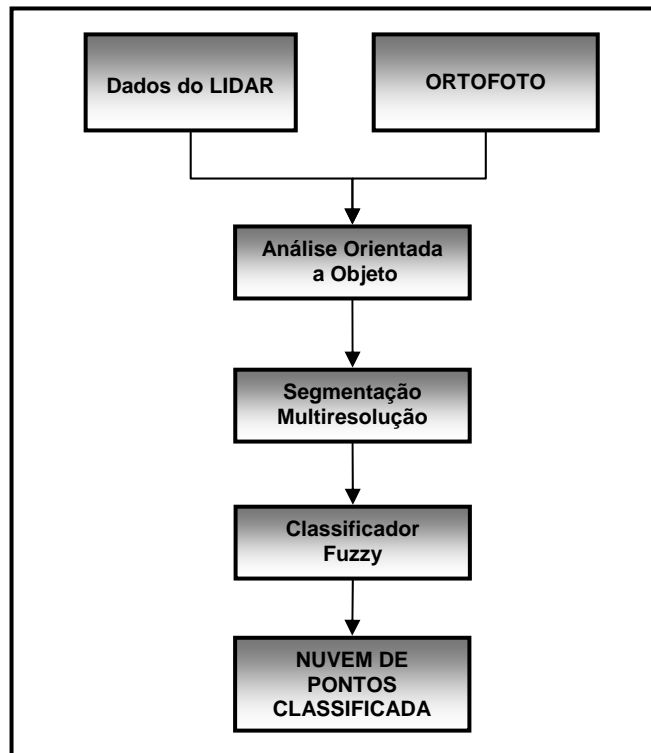 Dados do LIDAR
ORTOFOTO
Análise Orientada
a Objeto
Segmentação
Multiresolução
Classificador
Fuzzy
NUVEM DE
PONTOS
CLASSIFICADA